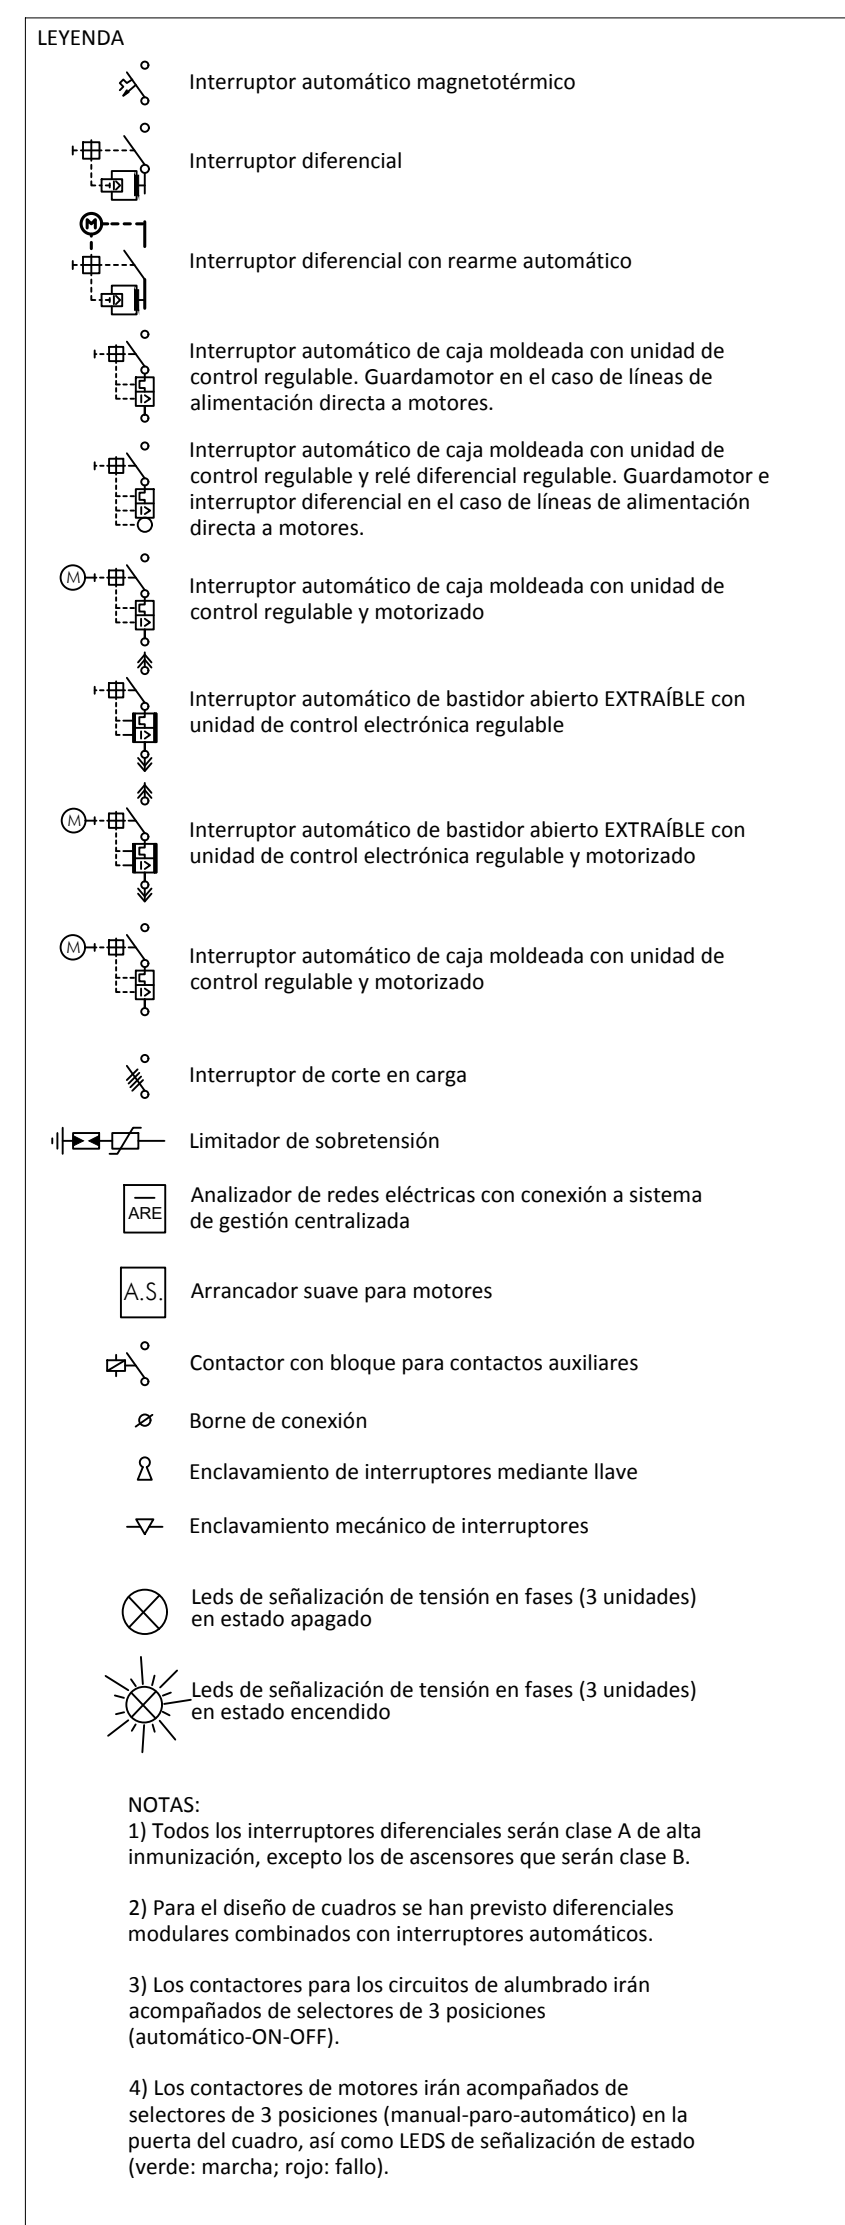 LEYENDA
Interruptor automático magnetotérmico
Interruptor diferencial
M
Interruptor diferencial con rearme automático
Interruptor automático de caja moldeada con unidad de
control regulable. Guardamotor en el caso de líneas de
alimentación directa a motores.
Interruptor automático de caja moldeada con unidad de
control regulable y relé diferencial regulable. Guardamotor e
interruptor diferencial en el caso de líneas de alimentación
directa a motores.
M
Interruptor automático de caja moldeada con unidad de
control regulable y motorizado
Interruptor automático de bastidor abierto EXTRAÍBLE con
unidad de control electrónica regulable
M
Interruptor automático de bastidor abierto EXTRAÍBLE con
unidad de control electrónica regulable y motorizado
M
Interruptor automático de caja moldeada con unidad de
control regulable y motorizado
Interruptor de corte en carga
Limitador de sobretensión
ARE
Analizador de redes eléctricas con conexión a sistema
de gestión centralizada
A.S.
Arrancador suave para motores
Contactor con bloque para contactos auxiliares
Borne de conexión
Enclavamiento de interruptores mediante llave
Enclavamiento mecánico de interruptores
Leds de señalización de tensión en fases (3 unidades)
en estado apagado
Leds de señalización de tensión en fases (3 unidades)
en estado encendido
NOTAS:
1) Todos los interruptores diferenciales serán clase A de alta
inmunización, excepto los de ascensores que serán clase B.
2) Para el diseño de cuadros se han previsto diferenciales
modulares combinados con interruptores automáticos.
3) Los contactores para los circuitos de alumbrado irán
acompañados de selectores de 3 posiciones
(automático-ON-OFF).
4) Los contactores de motores irán acompañados de
selectores de 3 posiciones (manual-paro-automático) en la
puerta del cuadro, así como LEDS de señalización de estado
(verde: marcha; rojo: fallo).